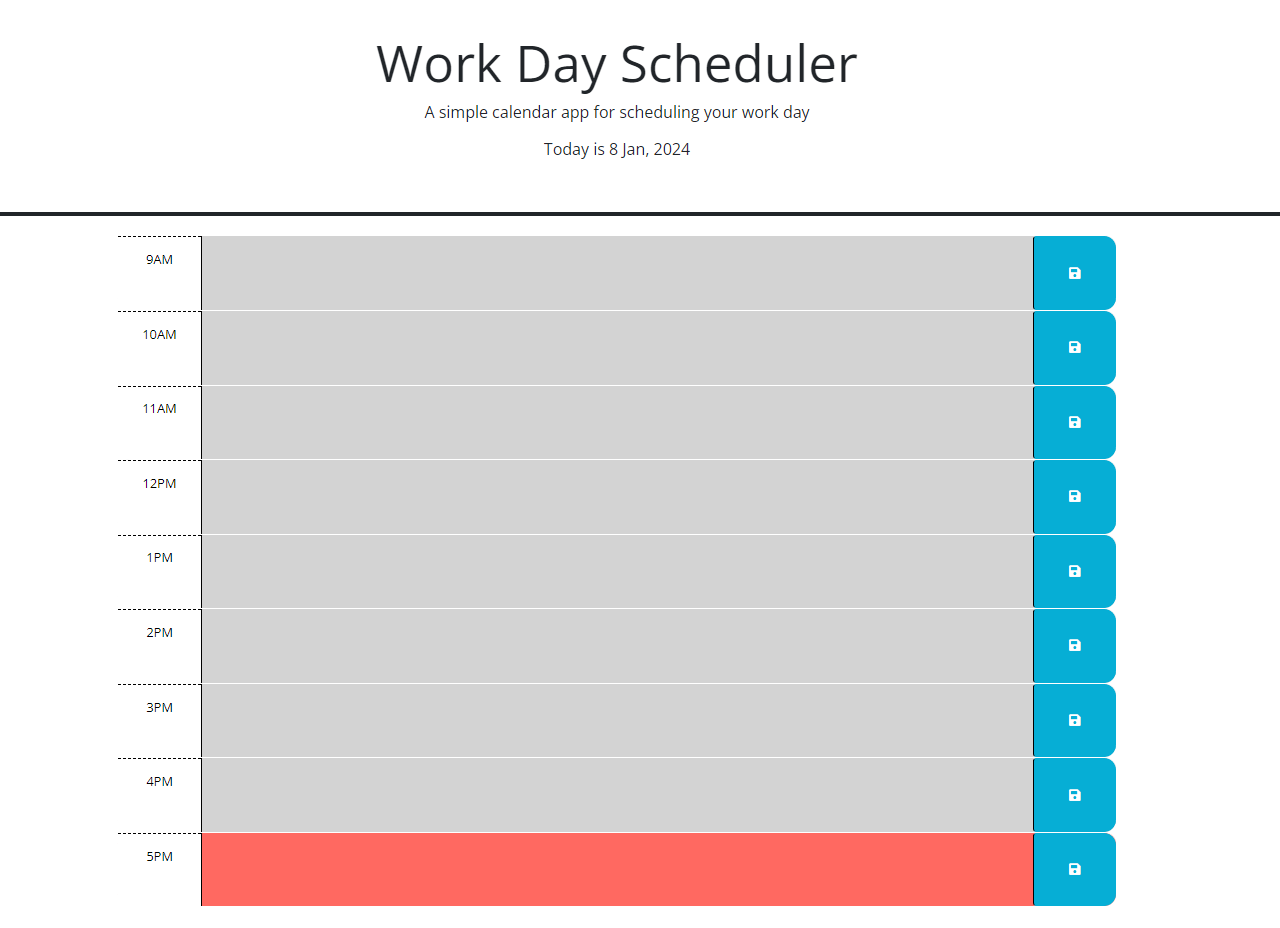 Work Day Scheduler
A simple calendar app for scheduling your work day
Today is 8 Jan, 2024
9AM
10AM
11AM
12PM
1PM
2PM
3PM
4PM
5PM